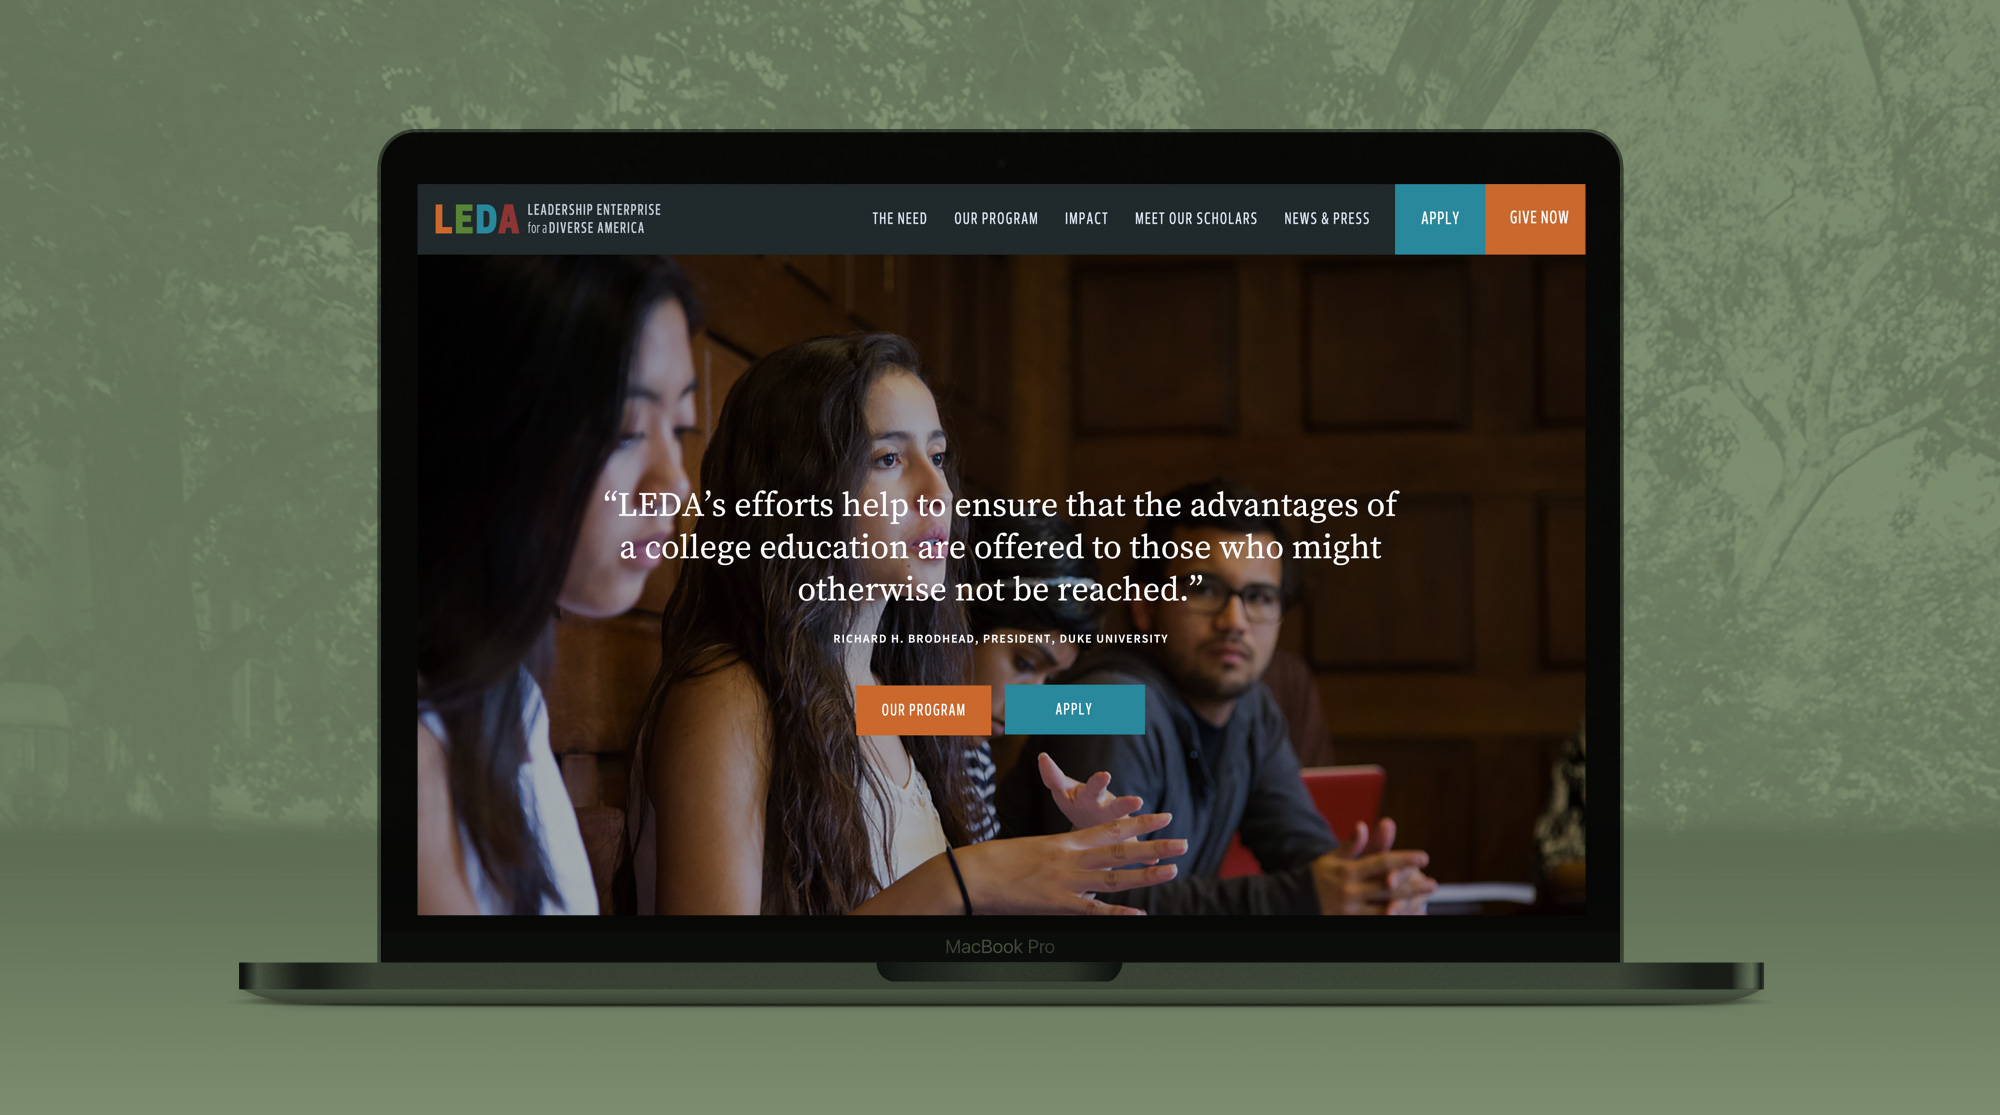 LEDA
LEADERSHIP ENTERPRISE
for a DIVERSE AMERICA
THE NEED
OUR PROGRAM
IMPACT
MEET OUR SCHOLARS
NEWS & PRESS
APPLY
GIVE NOW
“LEDA’s efforts help to ensure that the advantages of
a college education are offered to those who might
otherwise not be reached.”
RICHARD H. BRODHEAD, PRESIDENT, DUKE UNIVERSITY
OUR PROGRAM
APPLY
MacBook Pro